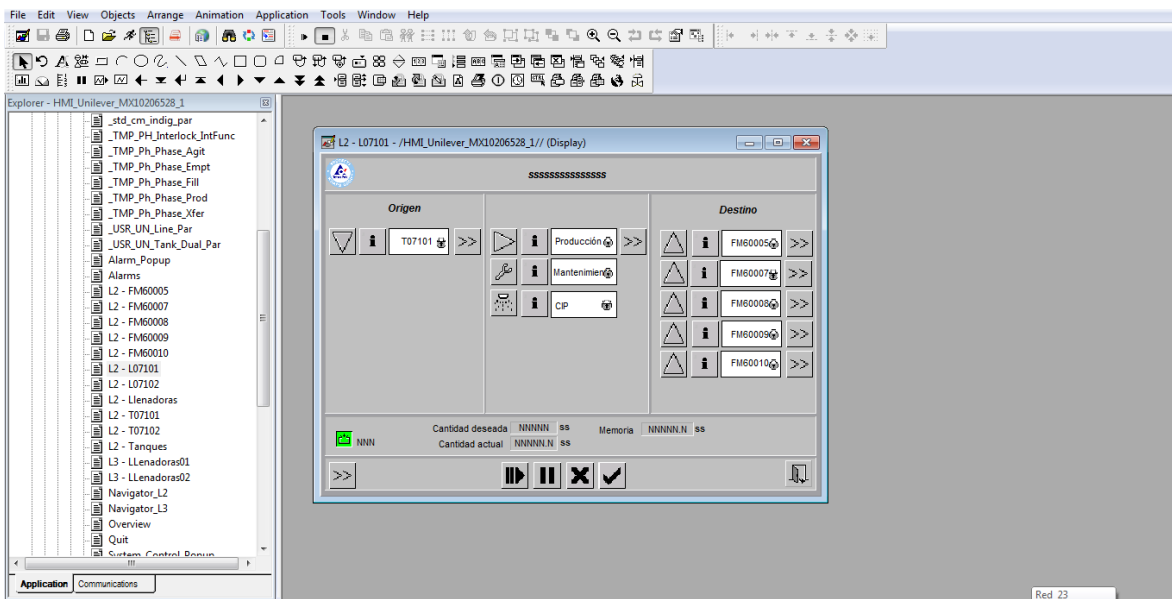 File Edit View Objects Arrange Animation Application Tools Window Help
Explorer - HMI_Unilever_MX10206528_1
_std_cm_indig_par
_TMP_PH_Interlock_IntFunc
_TMP_Ph_Phase_Agit
_TMP_Ph_Phase_Empt
_TMP_Ph_Phase_Fill
_TMP_Ph_Phase_Prod
_TMP_Ph_Phase_Xfer
_USR_UN_Line_Par
_USR_UN_Tank_Dual_Par
Alarm_Popup
Alarms
L2 - FM60005
L2 - FM60007
L2 - FM60008
L2 - FM60009
L2 - FM60010
L2 - L07101
L2 - L07102
L2 - Llenadoras
L2 - T07101
L2 - T07102
L2 - Tanques
L3 - LLenadoras01
L3 - LLenadoras02
Navigator_L2
Navigator_L3
Overview
Quit
System_Control_Popup
Application Communications
L2 - L07101 - /HMI_Unilever_MX10206528_1// (Display)
sssssssssssssss
Origen
T07101 >>
i Producción >>
i Mantenimien
i CIP
Destino
i FM60005 >>
i FM60007 >>
i FM60008 >>
i FM60009 >>
i FM60010 >>
NNN
Cantidad deseada NNNNN ss
Memoria NNNNN.N ss
Cantidad actual NNNNN.N ss
>>
Red_23